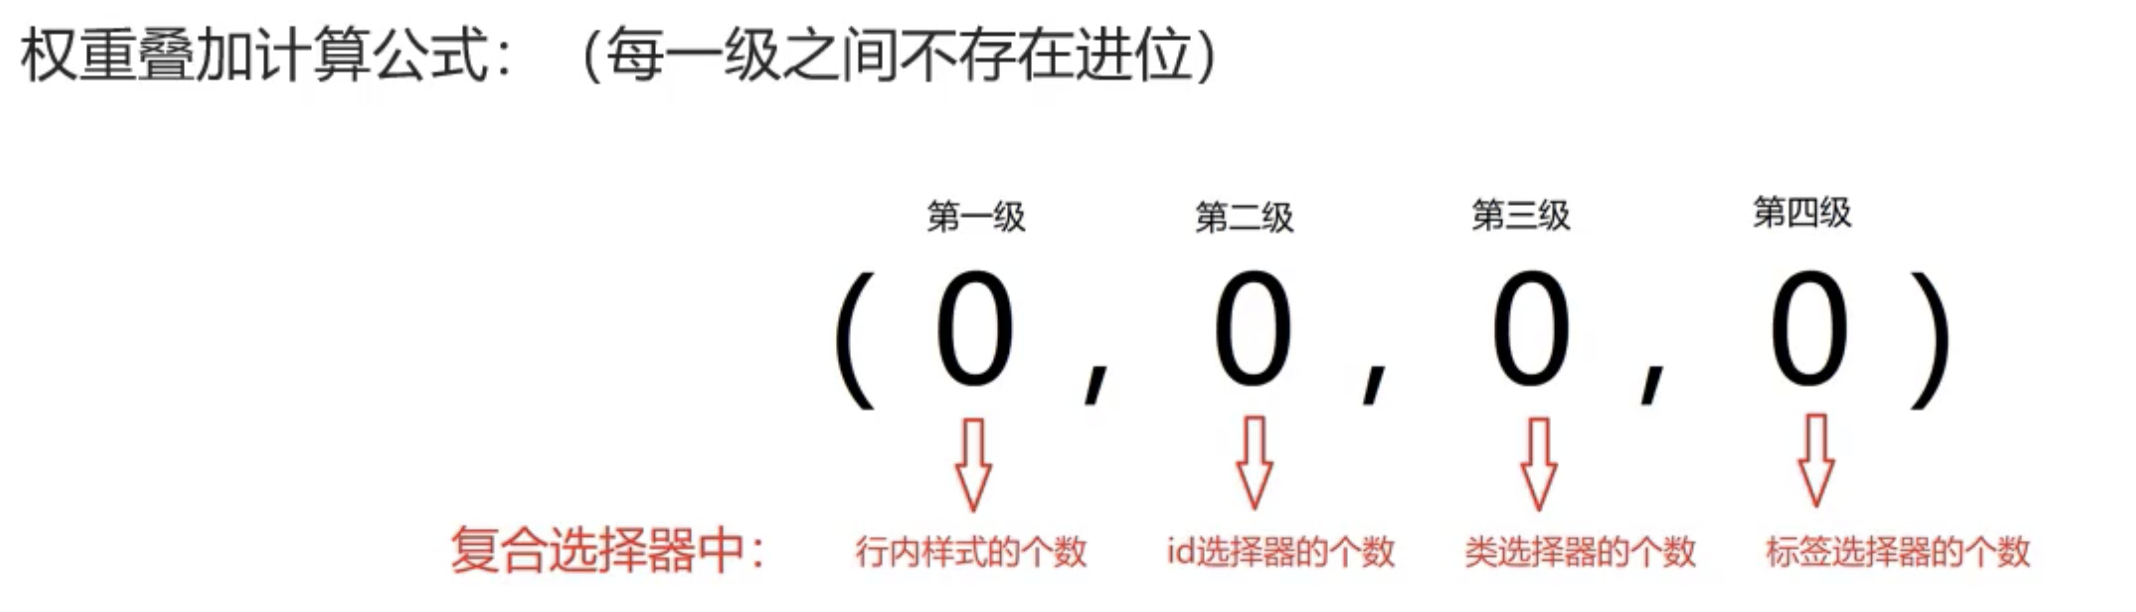 权重叠加计算公式：（每一级之间不存在进位）
第一级 第二级 第三级 第四级
( 0 , 0 , 0 , 0 )
复合选择器中： 行内样式的个数 id选择器的个数 类选择器的个数 标签选择器的个数